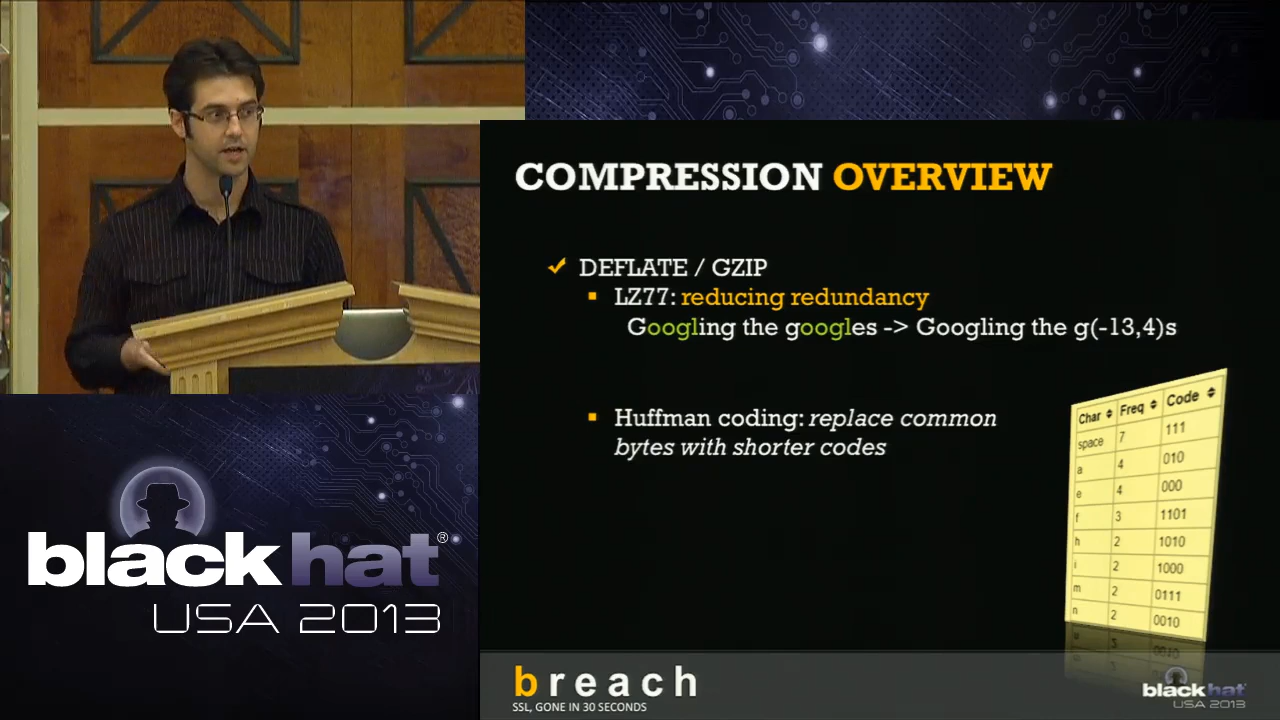 COMPRESSION OVERVIEW
DEFLATE / GZIP
LZ77: reducing redundancy
Googling the googles -> Googling the g(-13,4)s
Huffman coding: replace common
bytes with shorter codes
Char Freq Code
space 7 111
a 4 010
e 4 000
f 3 1101
h 2 1010
i 2 1000
m 2 0111
n 2 0010
black hat®
USA 2013
breach
SSL, GONE IN 30 SECONDS
black hat
USA 2013